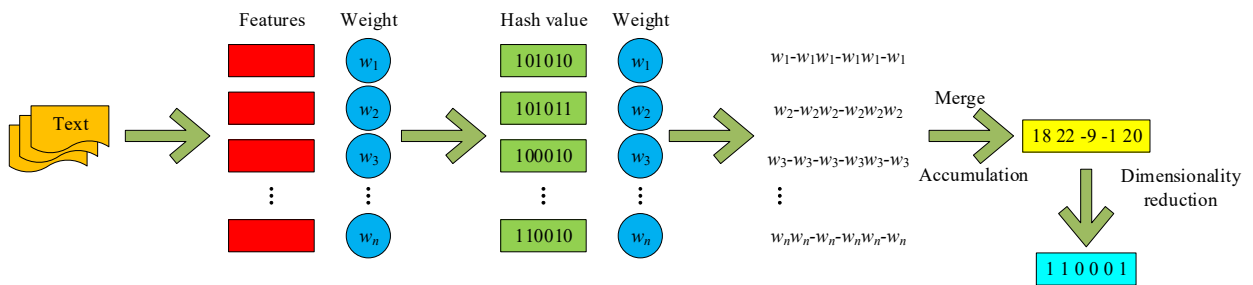 Features
Weight
Hash value
Weight
w1
101010
w1
w1-w1w1-w1w1-w1
Text
w2
101011
w2
w2-w2w2-w2w2w2
Merge
18 22 -9 -1 20
w3
100010
w3
w3-w3-w3-w3w3-w3
Accumulation
Dimensionality
reduction
⋮
⋮
⋮
⋮
⋮
wn
110010
wn
wnwn-wn-wnwn-wn
1 1 0 0 0 1